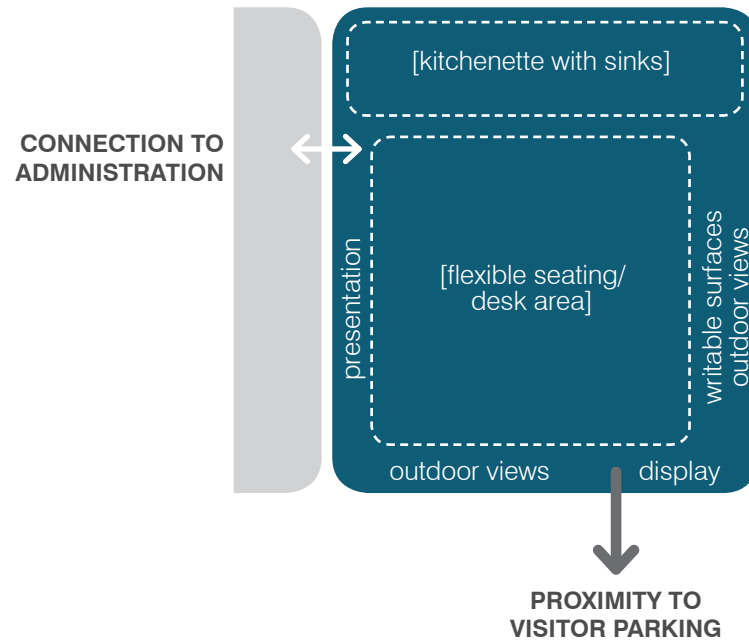 [kitchenette with sinks]
CONNECTION TO
ADMINISTRATION
presentation
[flexible seating/
desk area]
writable surfaces
outdoor views
outdoor views
display
PROXIMITY TO
VISITOR PARKING